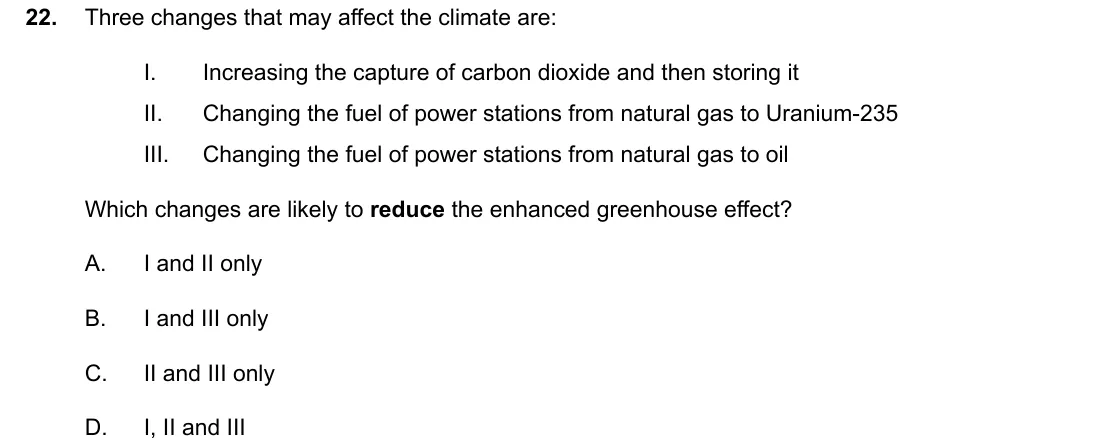 22. Three changes that may affect the climate are:
I. Increasing the capture of carbon dioxide and then storing it
II. Changing the fuel of power stations from natural gas to Uranium-235
III. Changing the fuel of power stations from natural gas to oil
Which changes are likely to reduce the enhanced greenhouse effect?
A. I and II only
B. I and III only
C. II and III only
D. I, II and III